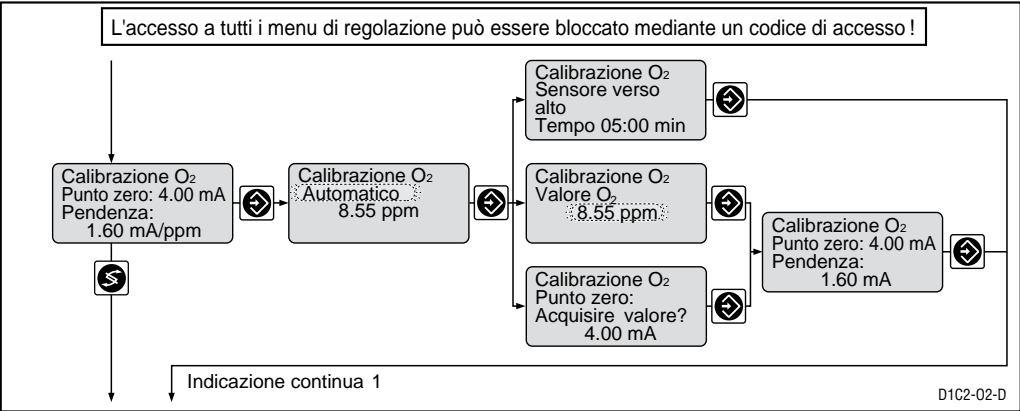 L'accesso a tutti i menu di regolazione può essere bloccato mediante un codice di accesso !
Calibrazione O₂
Sensore verso
alto
Tempo 05:00 min
Calibrazione O₂
Punto zero: 4.00 mA
Pendenza:
1.60 mA/ppm
Calibrazione O₂
Automatico
8.55 ppm
Calibrazione O₂
Valore O₂
8.55 ppm
Calibrazione O₂
Punto zero: 4.00 mA
Pendenza:
1.60 mA
Calibrazione O₂
Punto zero:
Acquisire valore?
4.00 mA
Indicazione continua 1
D1C2-02-D